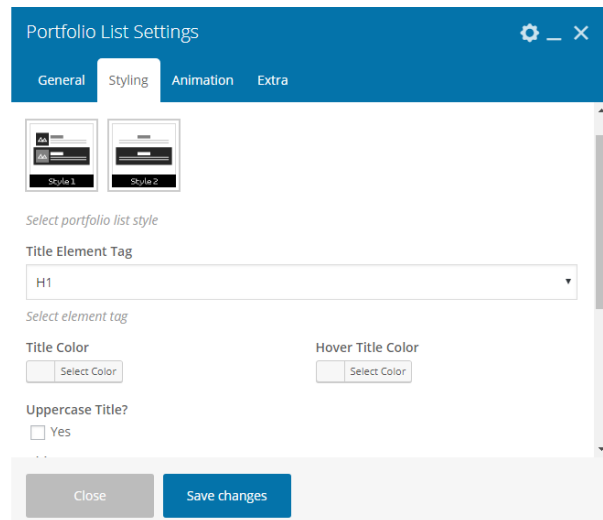 Portfolio List Settings
General Styling Animation Extra
Style 1 Style 2
Select portfolio list style
Title Element Tag
H1
Select element tag
Title Color Hover Title Color
Select Color Select Color
Uppercase Title?
Yes
Close Save changes